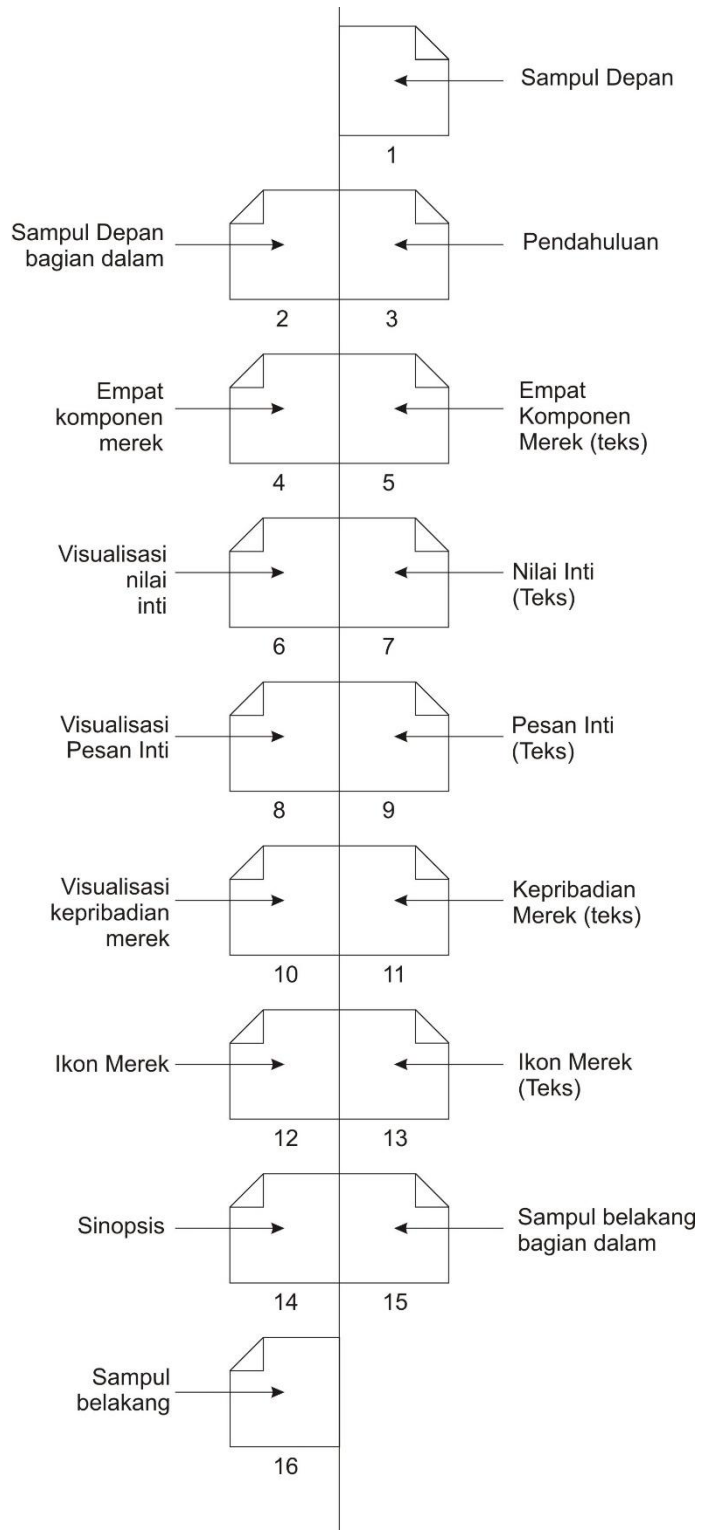 Sampul Depan
1
Sampul Depan
bagian dalam
Pendahuluan
2
3
Empat
komponen
merek
Empat
Komponen
Merek (teks)
4
5
Visualisasi
nilai
inti
Nilai Inti
(Teks)
6
7
Visualisasi
Pesan Inti
Pesan Inti
(Teks)
8
9
Visualisasi
kepribadian
merek
Kepribadian
Merek (teks)
10
11
Ikon Merek
Ikon Merek
(Teks)
12
13
Sinopsis
Sampul belakang
bagian dalam
14
15
Sampul
belakang
16